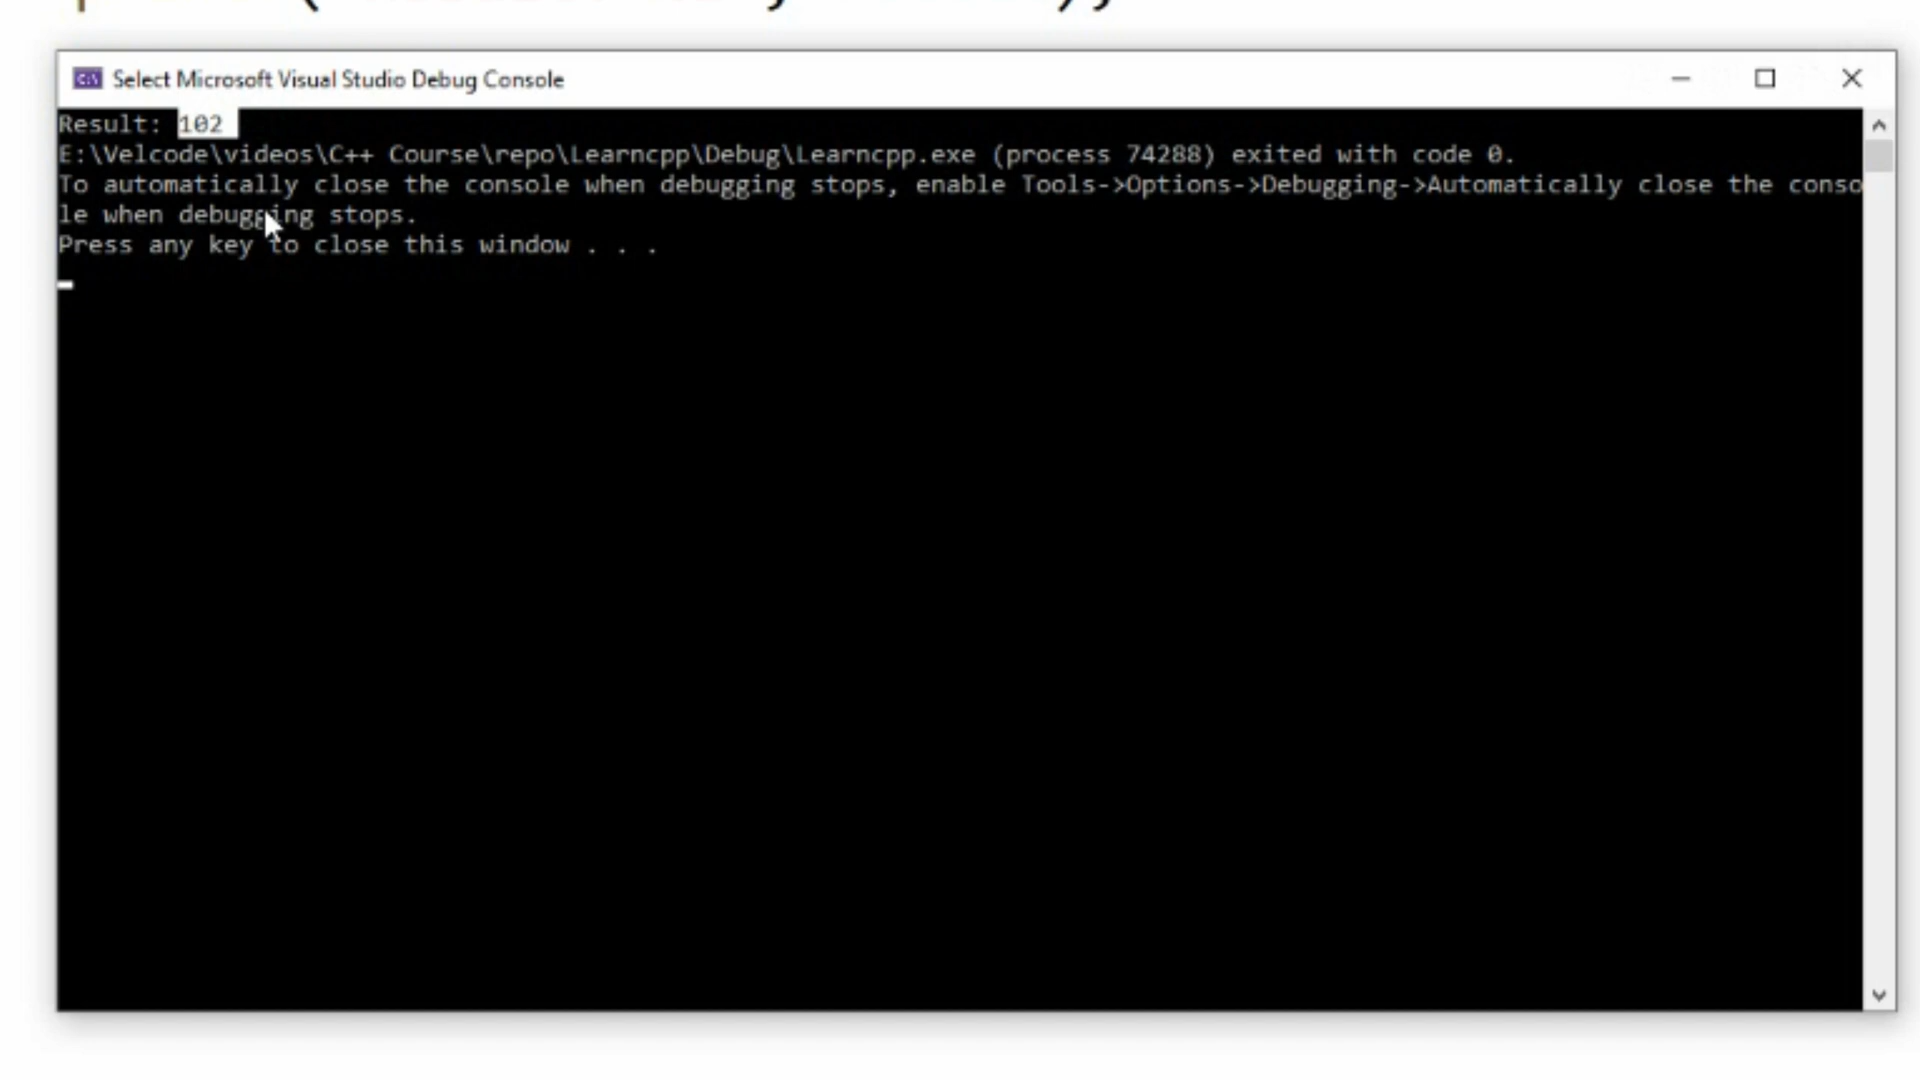 Select Microsoft Visual Studio Debug Console
Result: 102
E:\Velcode\videos\C++ Course\repo\Learncpp\Debug\Learncpp.exe (process 74288) exited with code 0.
To automatically close the console when debugging stops, enable Tools->Options->Debugging->Automatically close the conso
le when debugging stops.
Press any key to close this window . . .